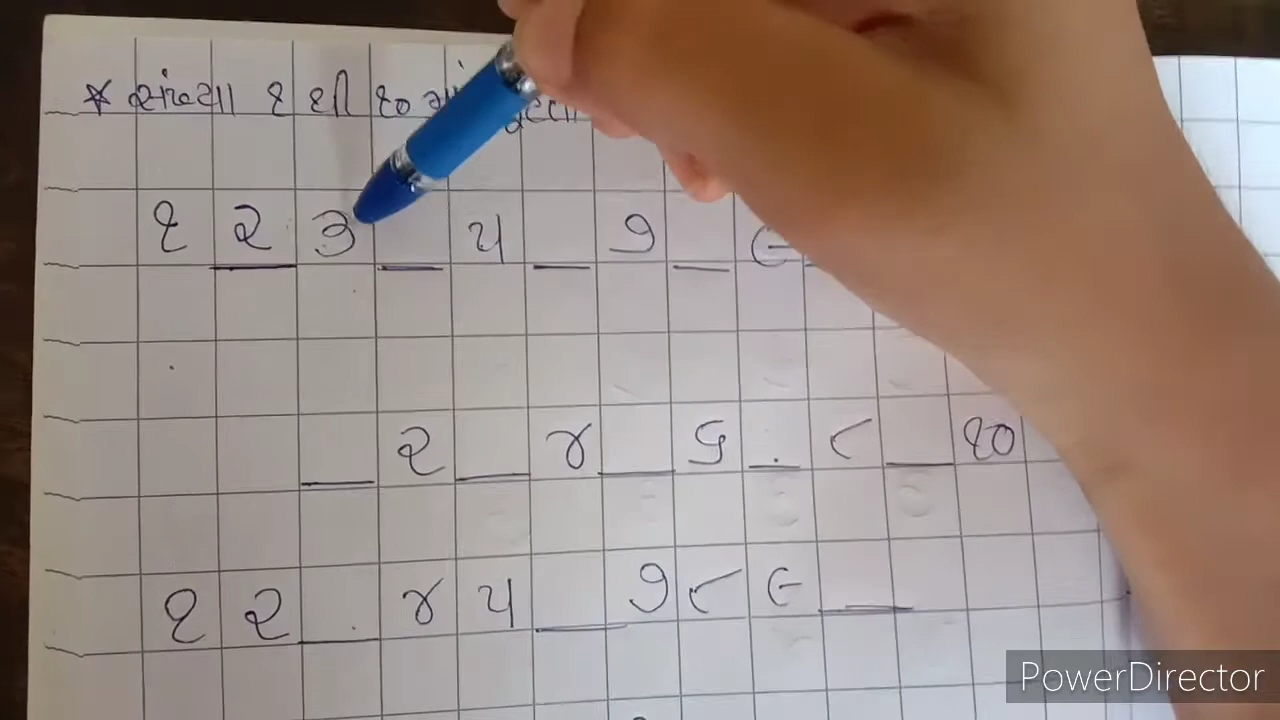 * સંખ્યા ૧ થી ૧૦ માં
૧ ૨ ૩ _ ૫ _ ૭ _ ૯
_ ૨ _ ૪ _ ૬ _ ૮ _ ૧૦
૧ ૨ _ ૪ ૫ _ ૭ ૮ ૯ _
PowerDirector